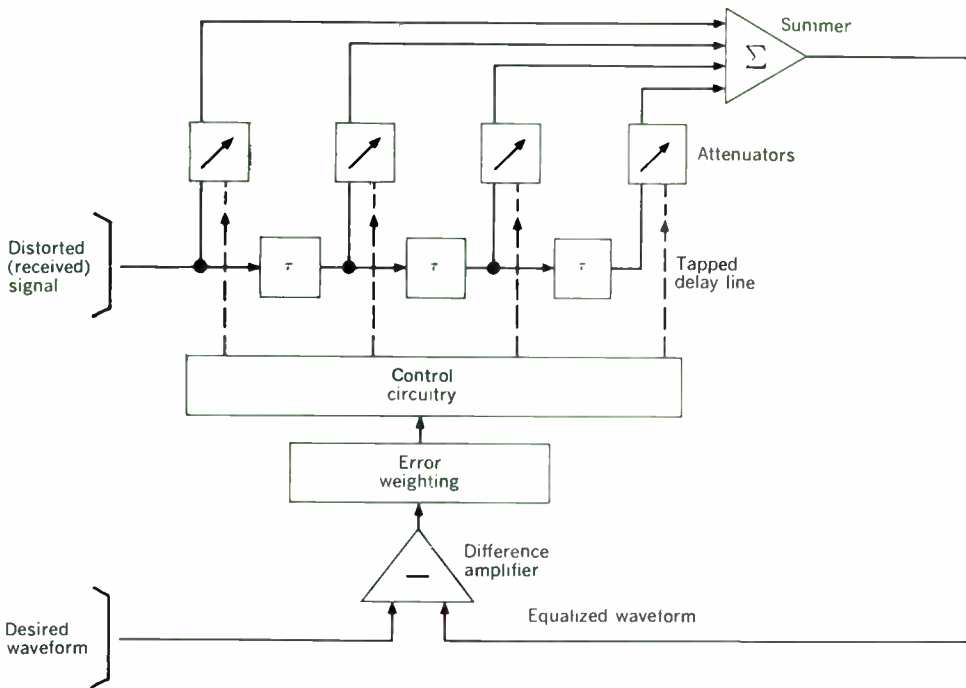 Summer
Σ
Attenuators
Distorted
(received)
signal
τ
τ
τ
Tapped
delay line
Control
circuitry
Error
weighting
Difference
amplifier
—
Equalized waveform
Desired
waveform